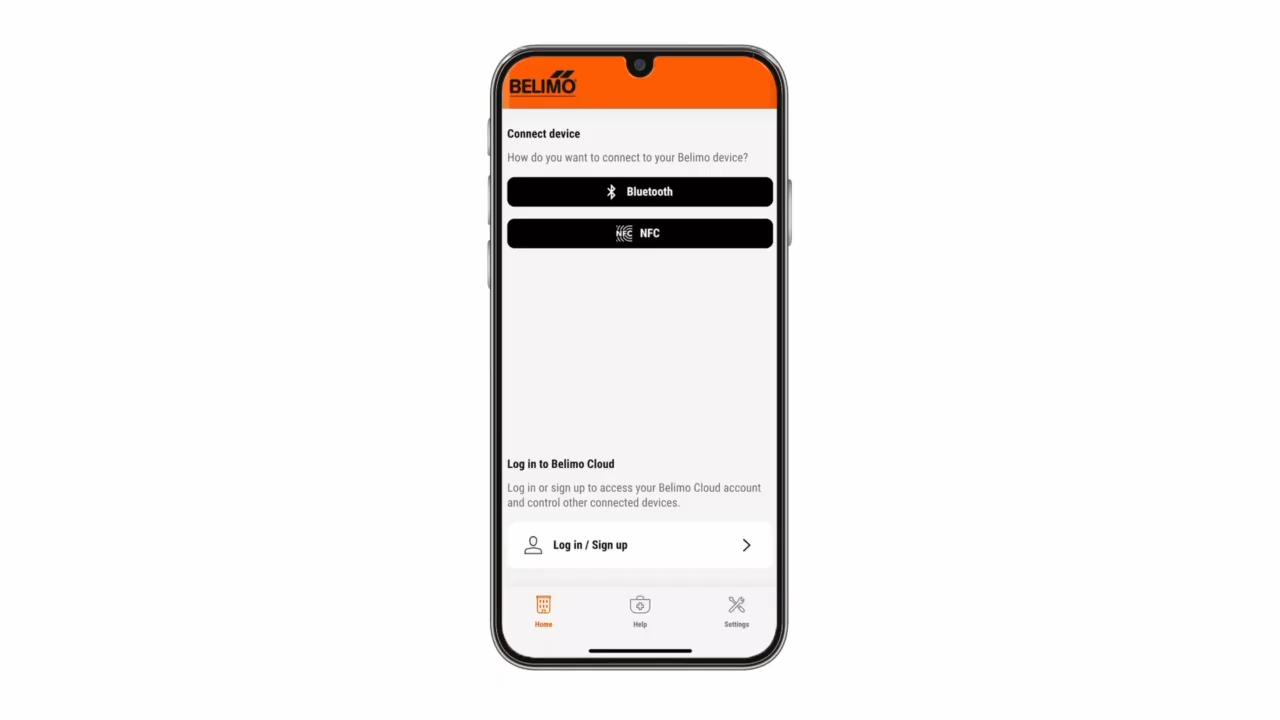 BELIMO
Connect device
How do you want to connect to your Belimo device?
Bluetooth
NFC NFC
Log in to Belimo Cloud
Log in or sign up to access your Belimo Cloud account
and control other connected devices.
Log in / Sign up
Home Help Settings